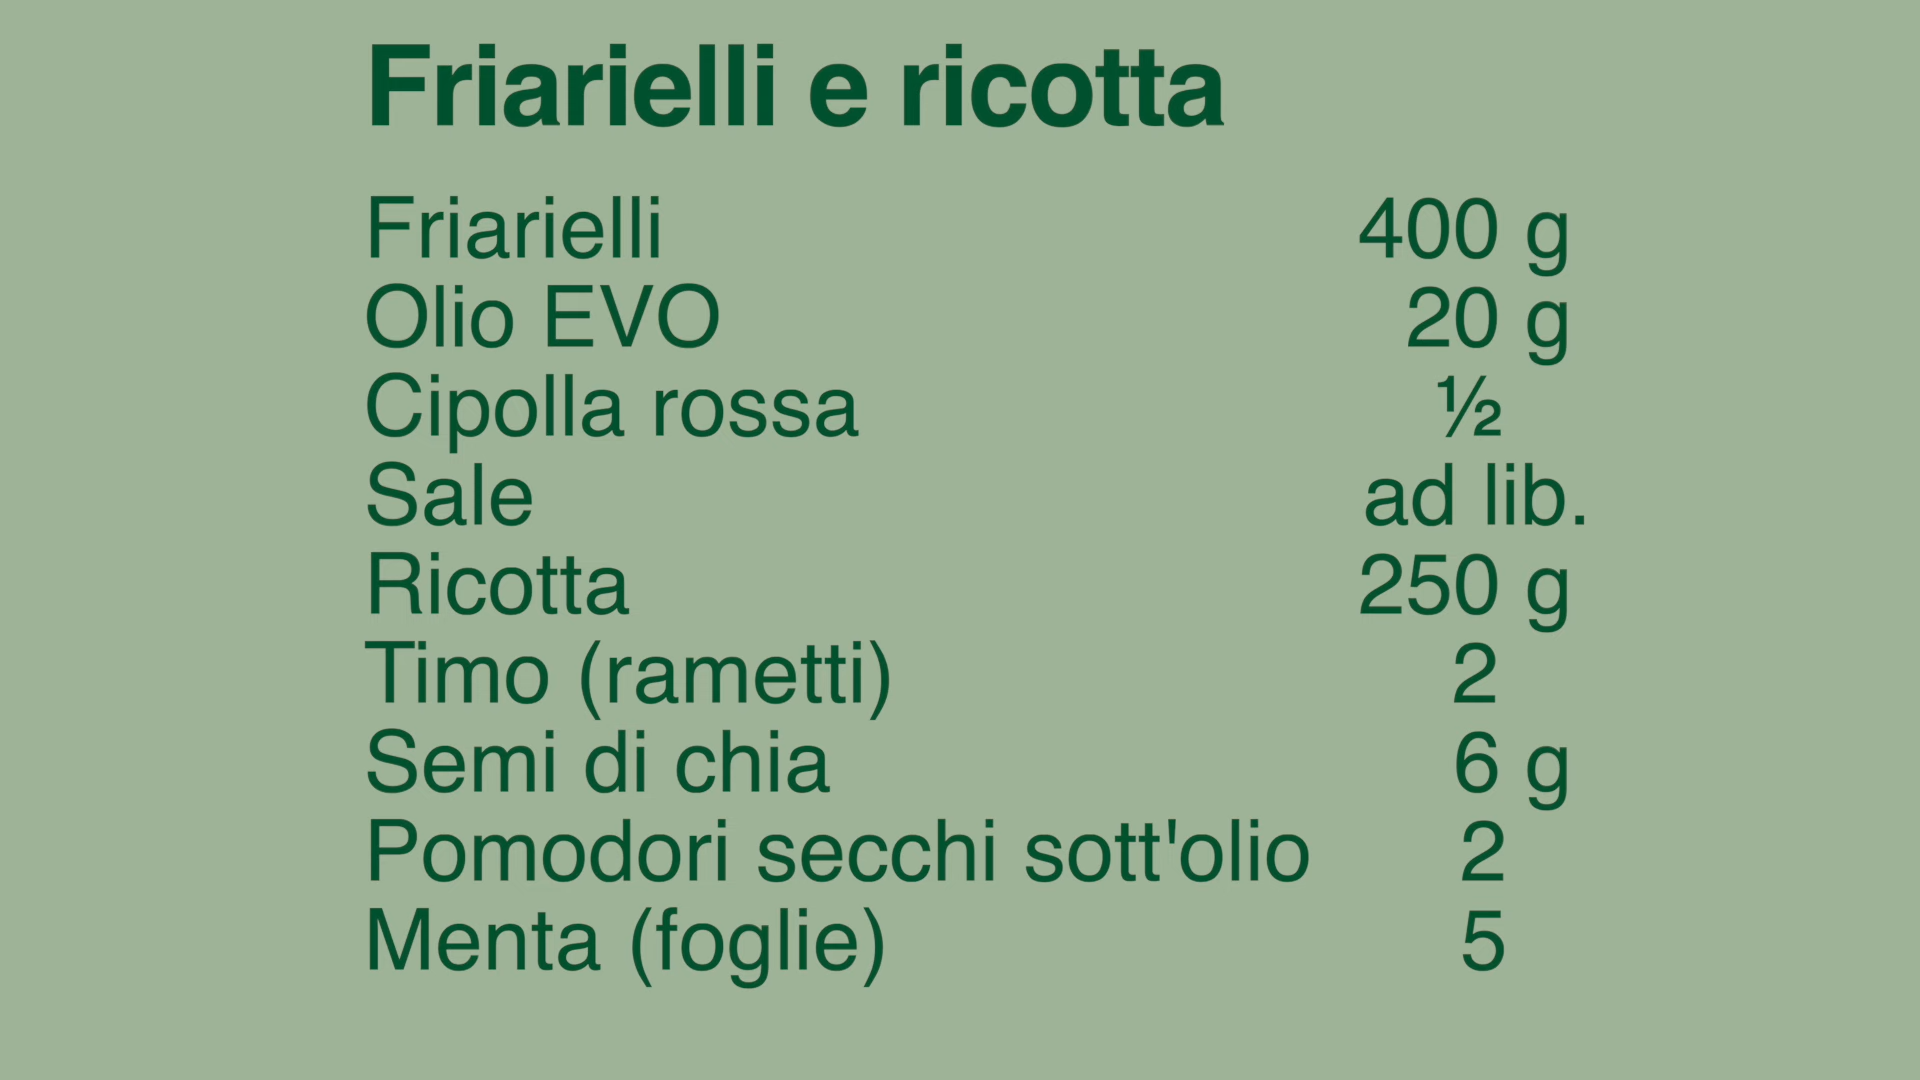 Friarielli e ricotta
Friarielli 400 g
Olio EVO 20 g
Cipolla rossa ½
Sale ad lib.
Ricotta 250 g
Timo (rametti) 2
Semi di chia 6 g
Pomodori secchi sott'olio 2
Menta (foglie) 5